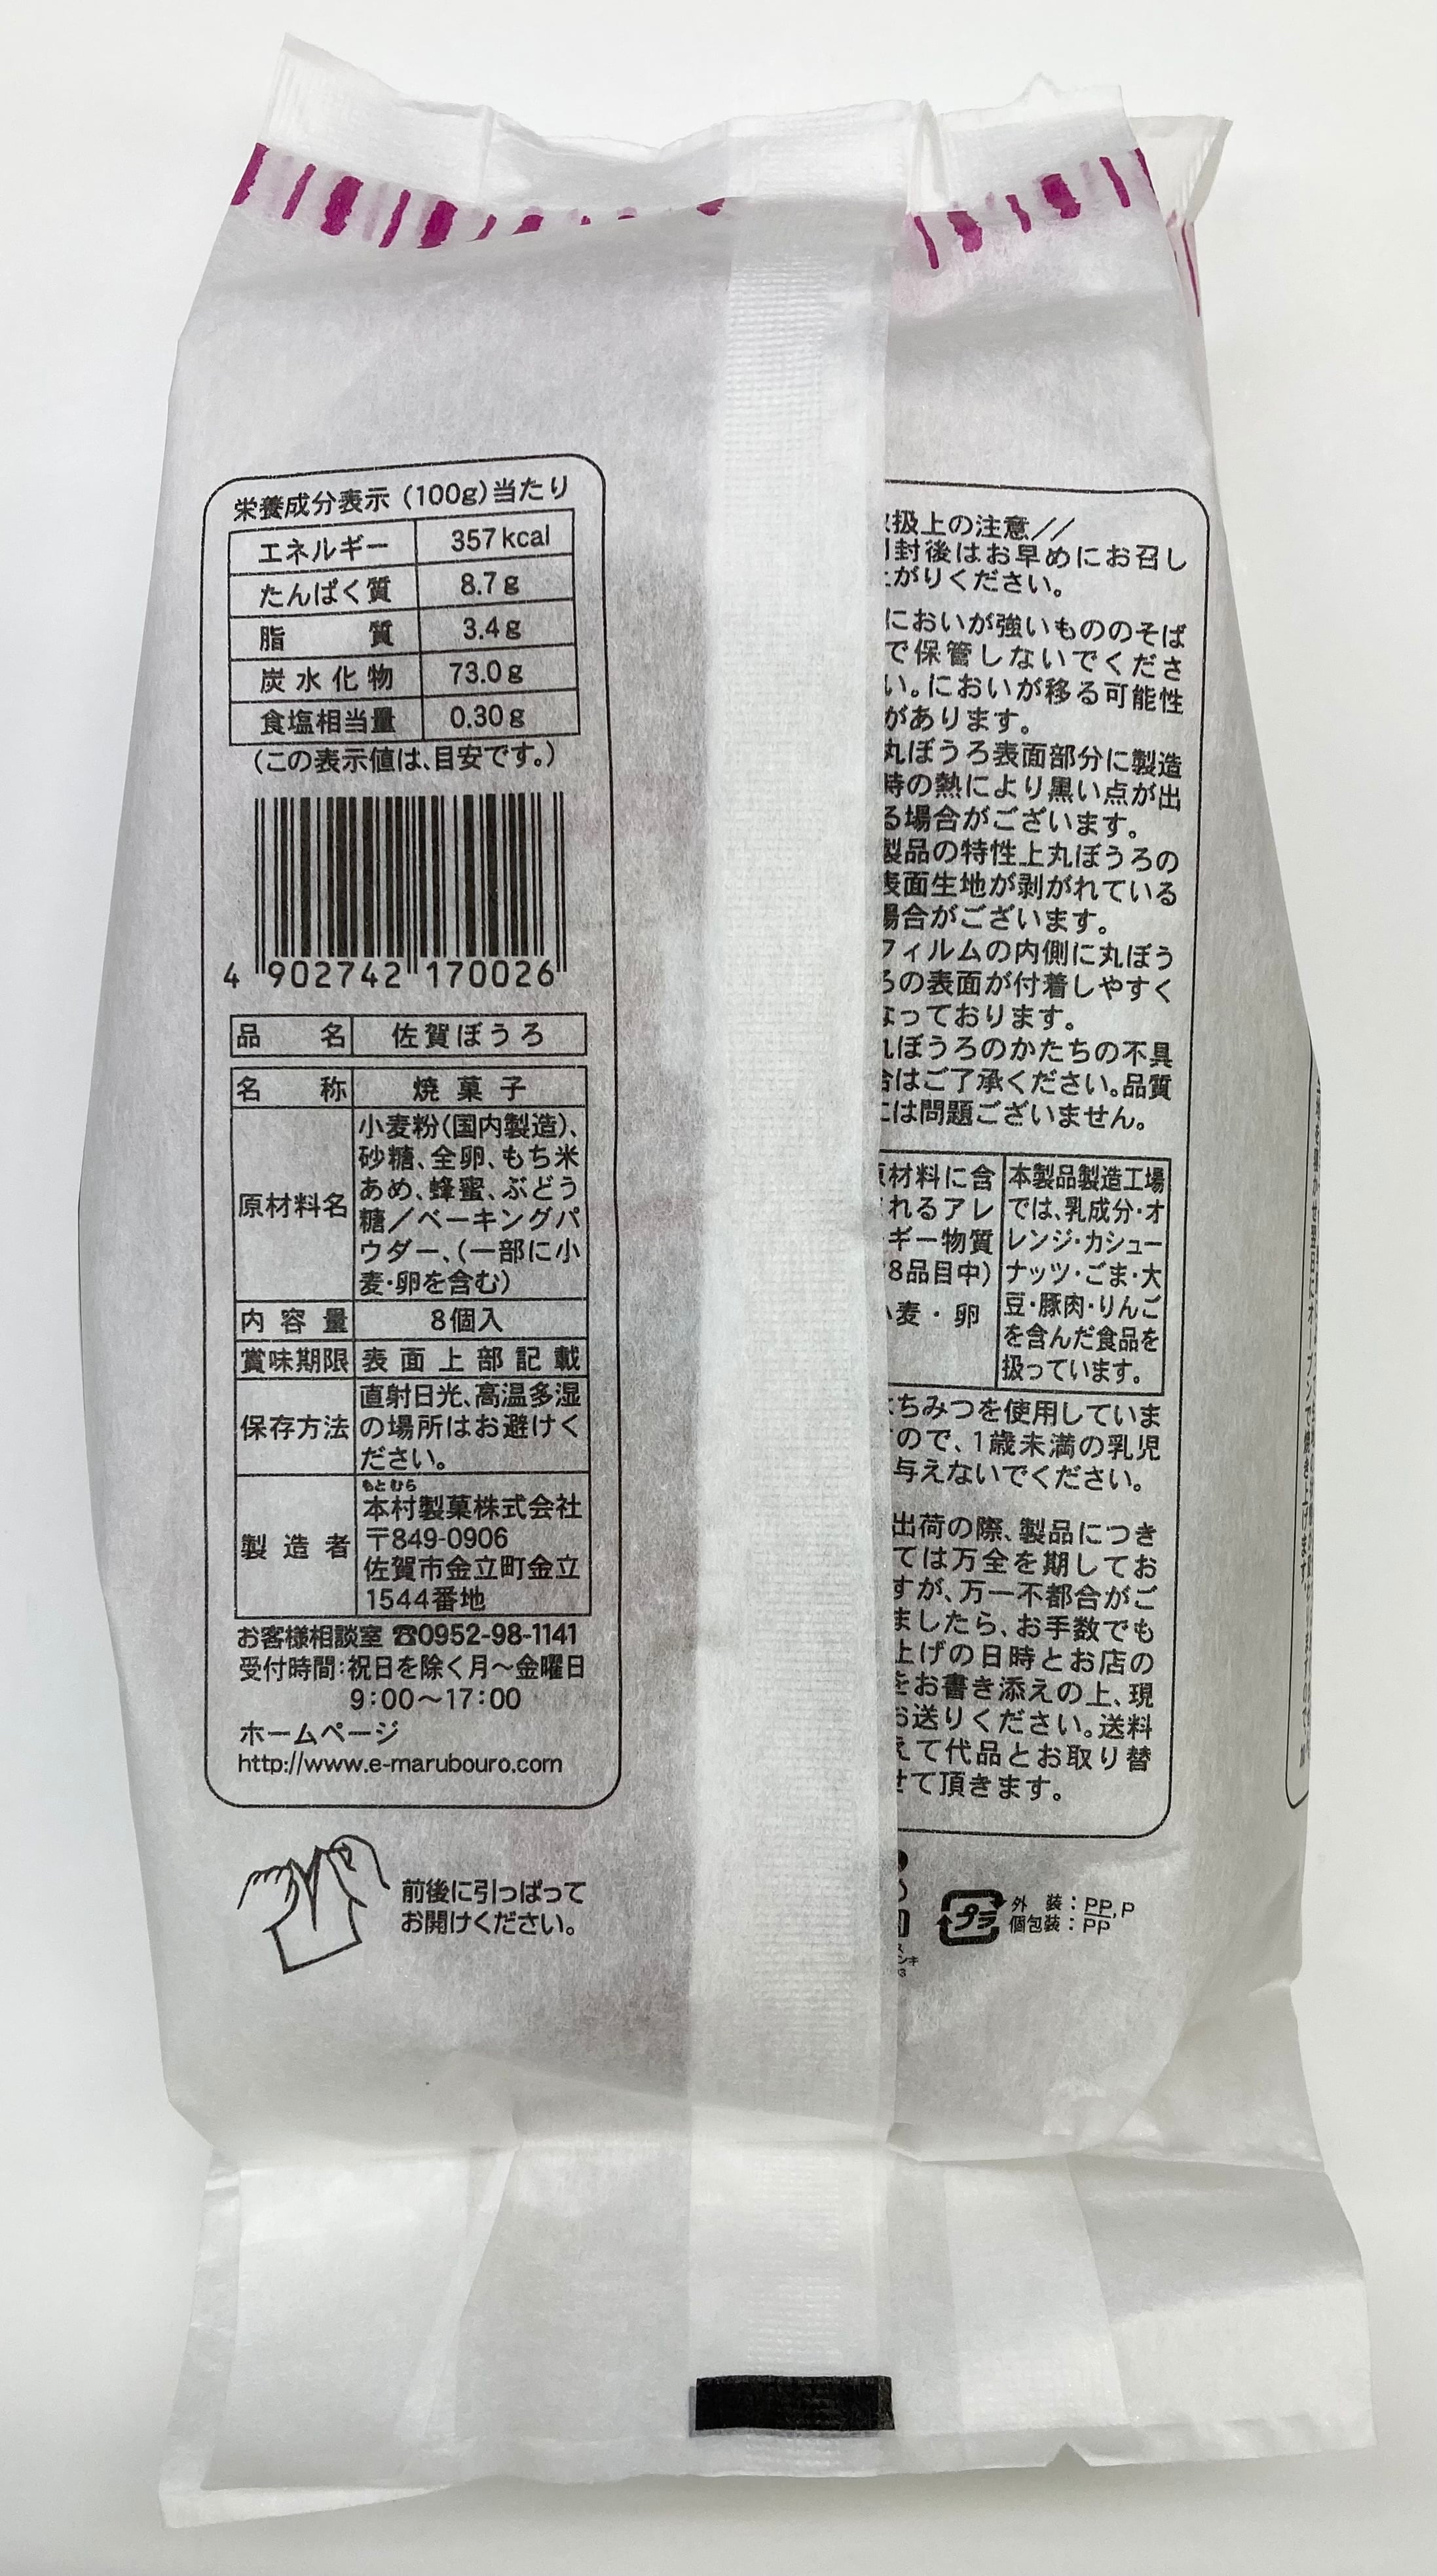 栄養成分表示(100g)当たり
エネルギー 357kcal
たんぱく質 8.7g
脂質 3.4g
炭水化物 73.0g
食塩相当量 0.30g
(この表示値は、目安です。)
4 902742 170026
品名 佐賀ぼうろ
名称 焼菓子
原材料名 小麦粉(国内製造)、
砂糖、全卵、もち米
あめ、蜂蜜、ぶどう
糖／ベーキングパ
ウダー、(一部に小
麦・卵を含む)
内容量 8個入
賞味期限 表面上部記載
保存方法 直射日光、高温多湿
の場所はお避けく
ださい。
もとむら
製造者 本村製菓株式会社
〒849-0906
佐賀市金立町金立
1544番地
お客様相談室 ☎0952-98-1141
受付時間:祝日を除く月〜金曜日
9:00〜17:00
ホームページ
http://www.e-marubouro.com
前後に引っぱって
お開けください。
扱上の注意//
封後はお早めにお召し
がりください。
においが強いもののそば
で保管しないでくださ
い。においが移る可能性
があります。
丸ぼうろ表面部分に製造
時の熱により黒い点が出
る場合がございます。
製品の特性上丸ぼうろの
表面生地が剥がれている
場合がございます。
フィルムの内側に丸ぼう
ろの表面が付着しやすく
なっております。
ぼうろのかたちの不具
合はご了承ください。品質
には問題ございません。
材料に含
れるアレ
ギー物質
8品目中)
麦・卵
本製品製造工場
では、乳成分・オ
レンジ・カシュー
ナッツ・ごま・大
豆・豚肉・りんご
を含んだ食品を
扱っています。
ちみつを使用していま
ので、1歳未満の乳児
与えないでください。
出荷の際、製品につき
ては万全を期してお
すが、万一不都合がご
ましたら、お手数でも
上げの日時とお店の
をお書き添えの上、現
お送りください。送料
えて代品とお取り替
せて頂きます。
プラ
外装:PP,P
個包装:PP